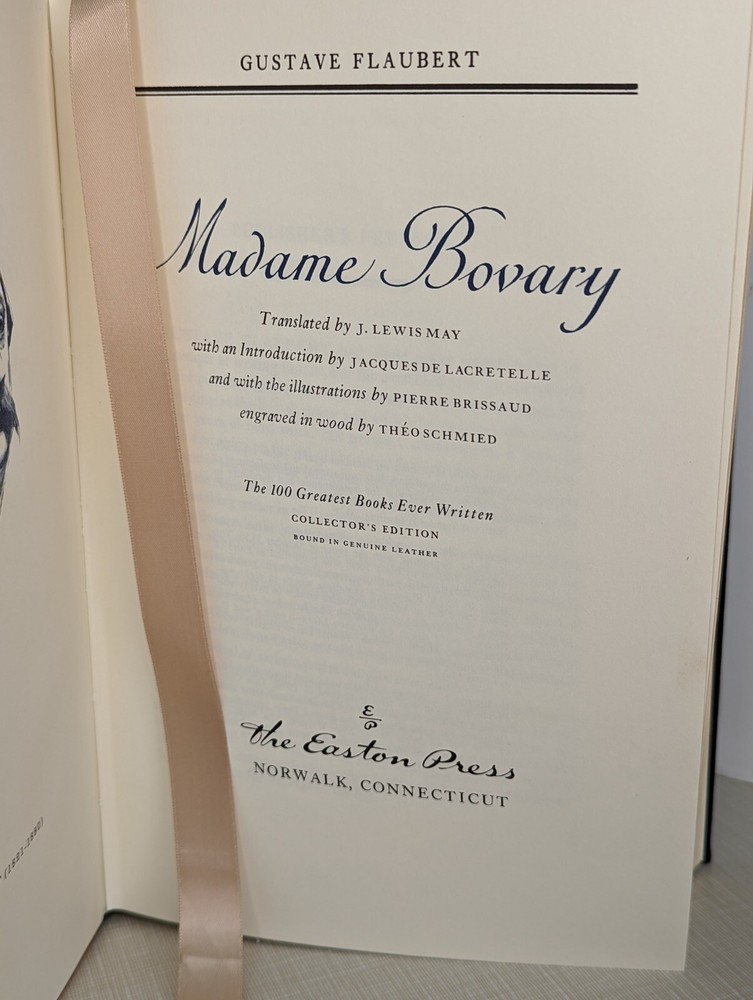 GUSTAVE FLAUBERT
Madame Bovary
Translated by J. LEWIS MAY
with an Introduction by JACQUES DE LACRETELLE
and with the illustrations by PIERRE BRISSAUD
engraved in wood by THÉO SCHMIED
The 100 Greatest Books Ever Written
COLLECTOR'S EDITION
BOUND IN GENUINE LEATHER
E
P
the Easton Press
NORWALK, CONNECTICUT
(1821-1880)